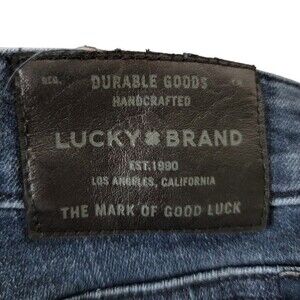 DURABLE GOODS
HANDCRAFTED
LUCKY BRAND
EST.1990
LOS ANGELES, CALIFORNIA
THE MARK OF GOOD LUCK